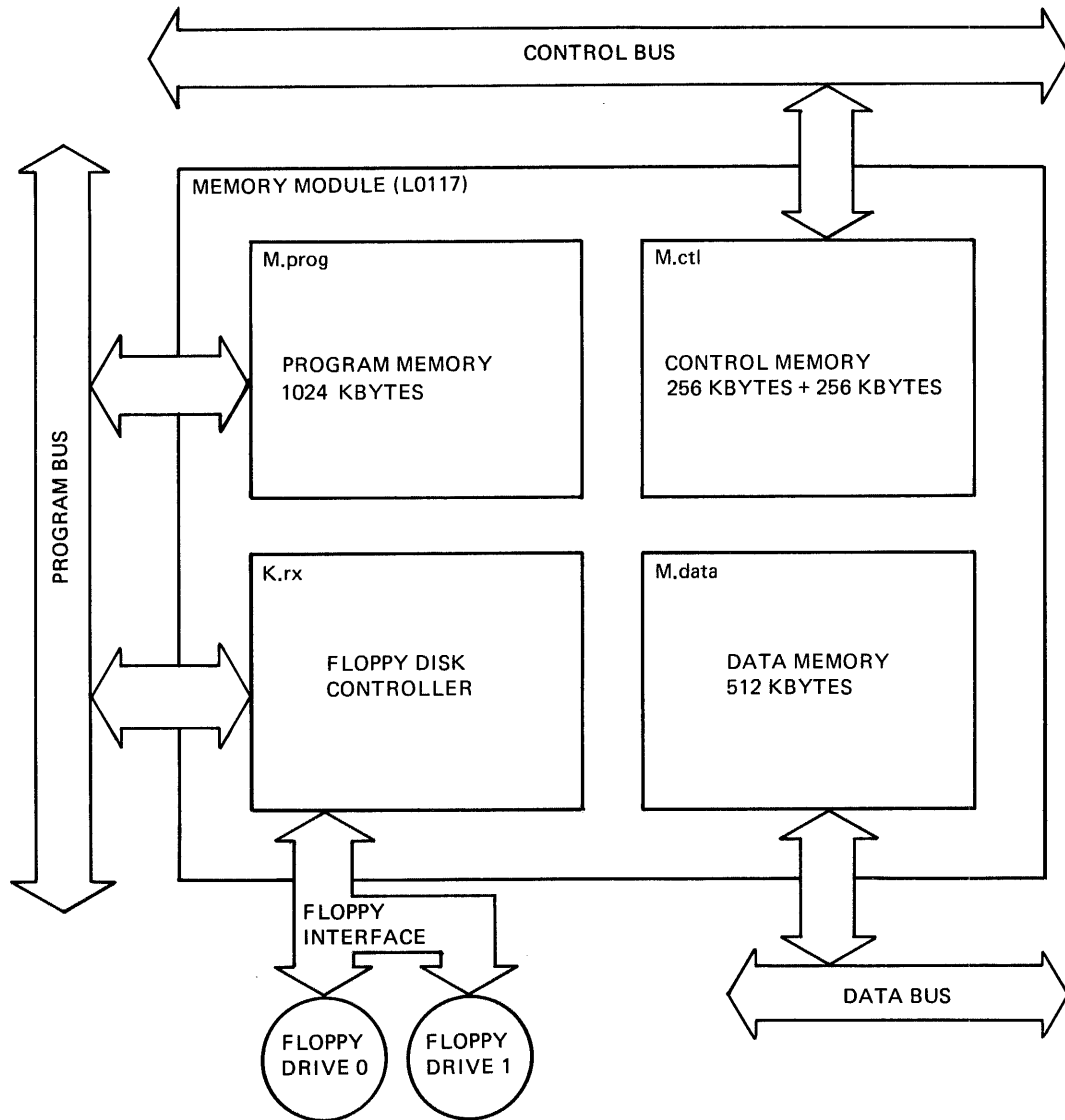 CONTROL BUS
MEMORY MODULE (L0117)
M.prog
PROGRAM MEMORY
1024 KBYTES
M.ctl
CONTROL MEMORY
256 KBYTES + 256 KBYTES
PROGRAM BUS
K.rx
FLOPPY DISK
CONTROLLER
M.data
DATA MEMORY
512 KBYTES
FLOPPY
INTERFACE
DATA BUS
FLOPPY
DRIVE 0
FLOPPY
DRIVE 1